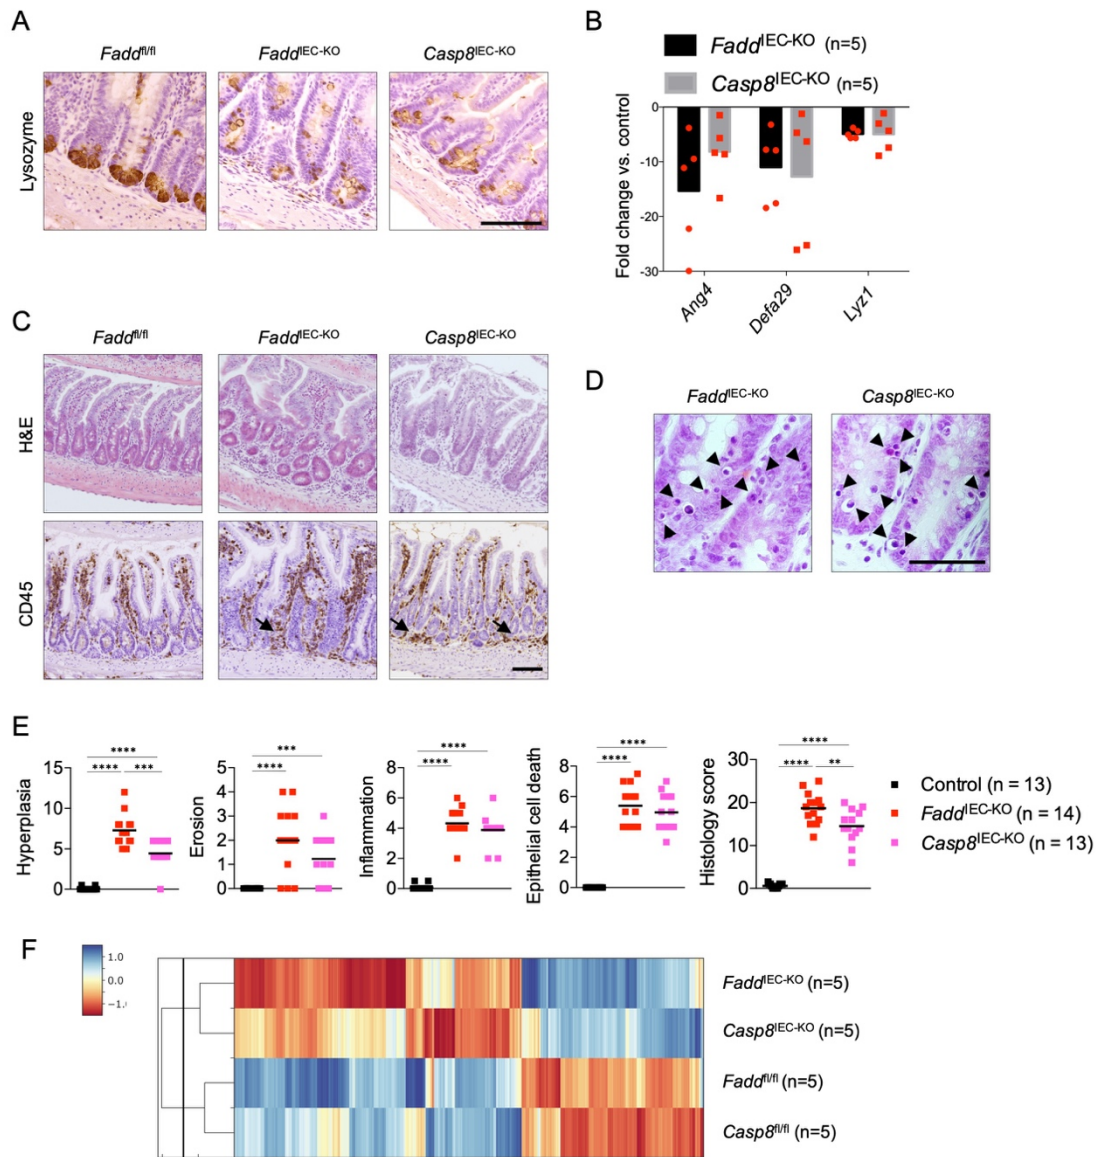 A
Fadd^fl/fl
Fadd^IEC-KO
Casp8^IEC-KO
Lysozyme
B
Fadd^IEC-KO (n=5)
Casp8^IEC-KO (n=5)
Fold change vs. control
0
-10
-20
-30
Ang4
Defa29
Lyz1
C
Fadd^fl/fl
Fadd^IEC-KO
Casp8^IEC-KO
H&E
CD45
D
Fadd^IEC-KO
Casp8^IEC-KO
E
Hyperplasia
15
10
5
0
****
**** ***
Erosion
5
4
3
2
1
0
***
****
Inflammation
8
6
4
2
0
****
****
Epithelial cell death
8
6
4
2
0
****
****
Histology score
30
20
10
0
****
**** **
Control (n = 13)
Fadd^IEC-KO (n = 14)
Casp8^IEC-KO (n = 13)
F
1.0
0.0
-1.
Fadd^IEC-KO (n=5)
Casp8^IEC-KO (n=5)
Fadd^fl/fl (n=5)
Casp8^fl/fl (n=5)